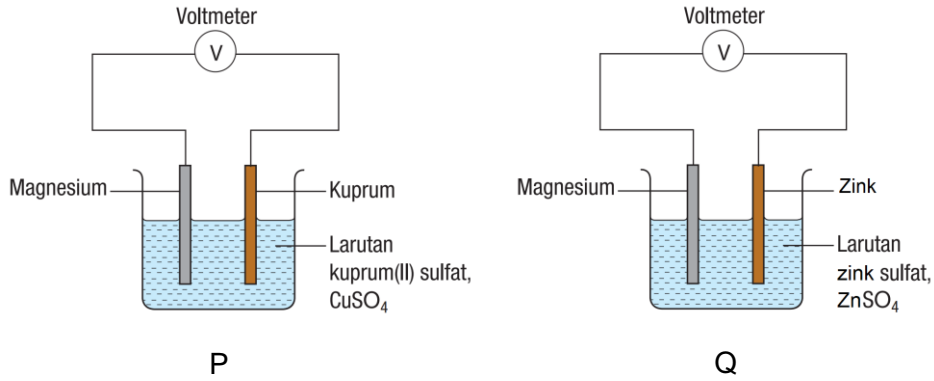 Voltmeter
V
Magnesium
Kuprum
Larutan
kuprum(II) sulfat,
CuSO₄
P
Voltmeter
V
Magnesium
Zink
Larutan
zink sulfat,
ZnSO₄
Q